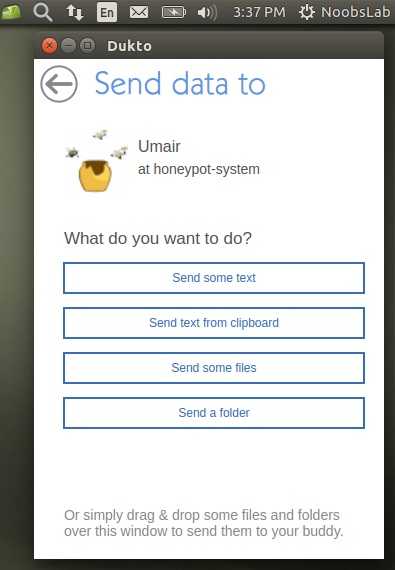 En 3:37 PM NoobsLab
Dukto
Send data to
Umair
at honeypot-system
What do you want to do?
Send some text
Send text from clipboard
Send some files
Send a folder
Or simply drag & drop some files and folders
over this window to send them to your buddy.